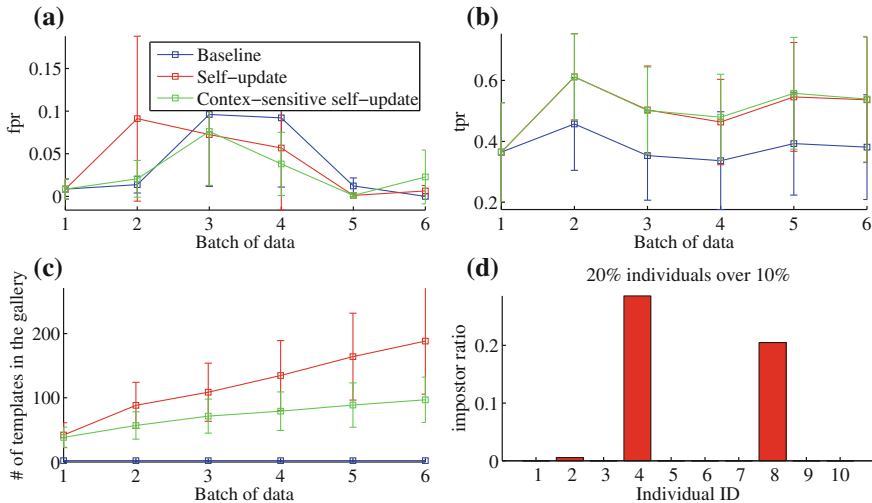 (a)
0.15
0.1
0.05
0
fpr
Baseline
Self-update
Contex-sensitive self-update
1 2 3 4 5 6
Batch of data
(b)
0.6
0.4
0.2
tpr
1 2 3 4 5 6
Batch of data
(c)
200
100
0
# of templates in the gallery
1 2 3 4 5 6
Batch of data
(d)
20% individuals over 10%
0.2
0.1
0
impostor ratio
1 2 3 4 5 6 7 8 9 10
Individual ID